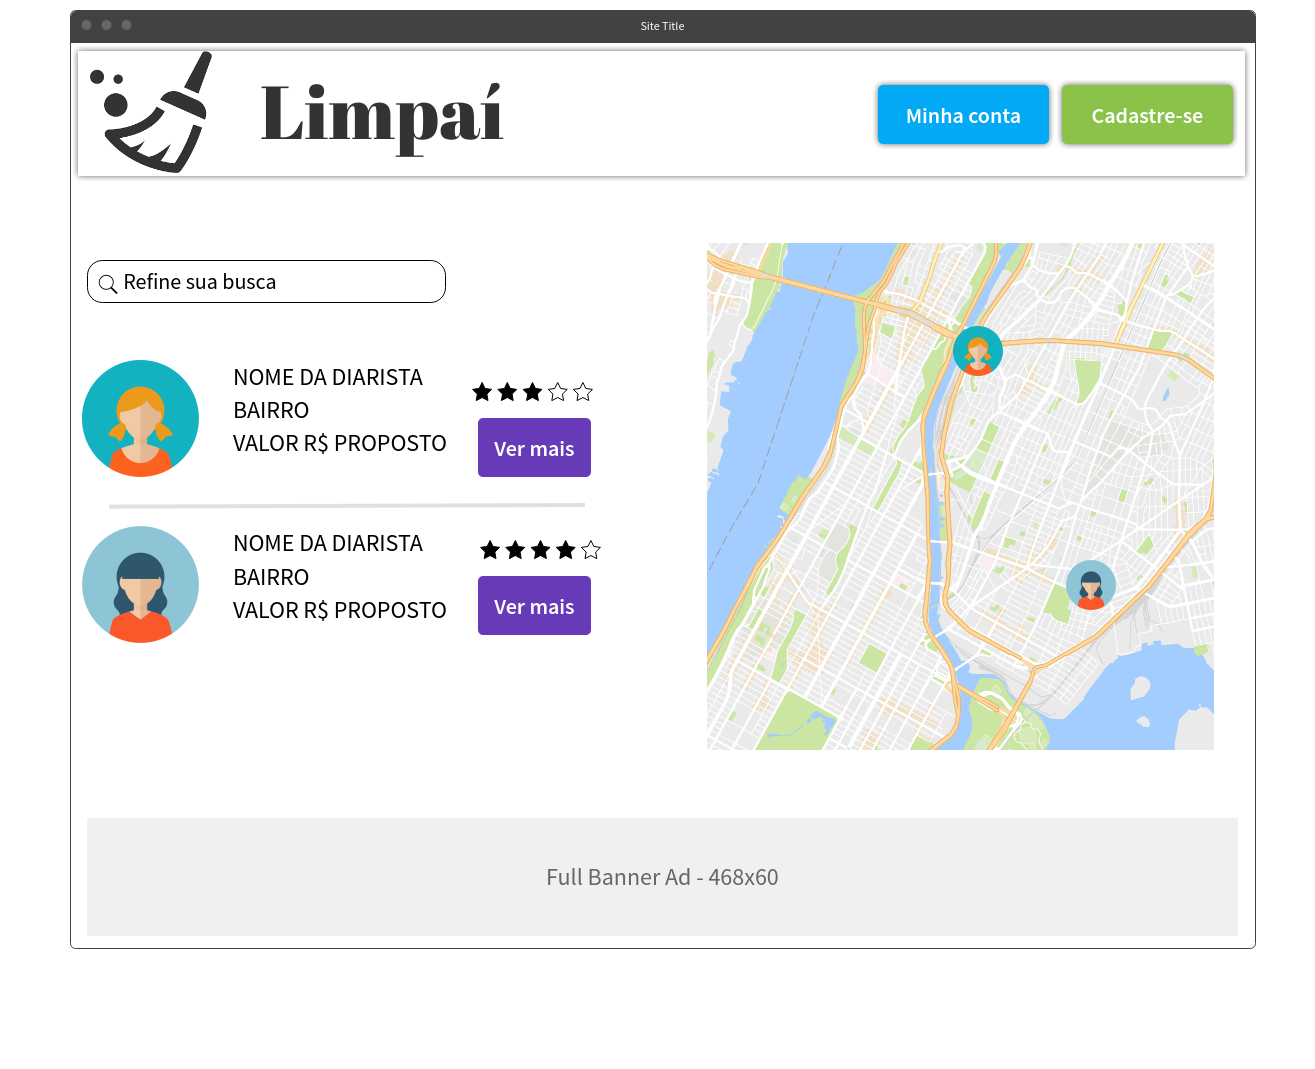 Site Title
Limpaí
Minha conta
Cadastre-se
Refine sua busca
NOME DA DIARISTA
BAIRRO
VALOR R$ PROPOSTO
Ver mais
NOME DA DIARISTA
BAIRRO
VALOR R$ PROPOSTO
Ver mais
Full Banner Ad - 468x60